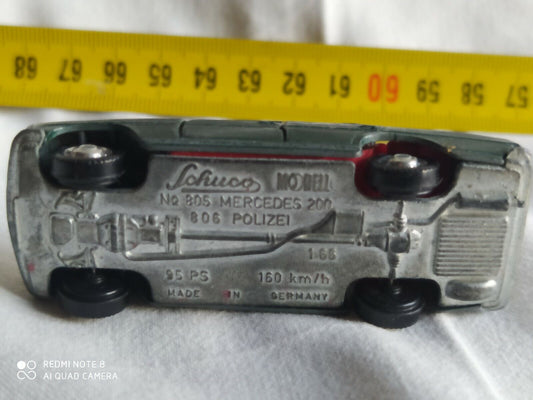 68 67 66 65 64 63 62 61 60 59 58 57
Schuco MODELL
No 805 MERCEDES 200
806 POLIZEI
1:66
95 PS 160 km/h
MADE IN GERMANY
REDMI NOTE 8
AI QUAD CAMERA